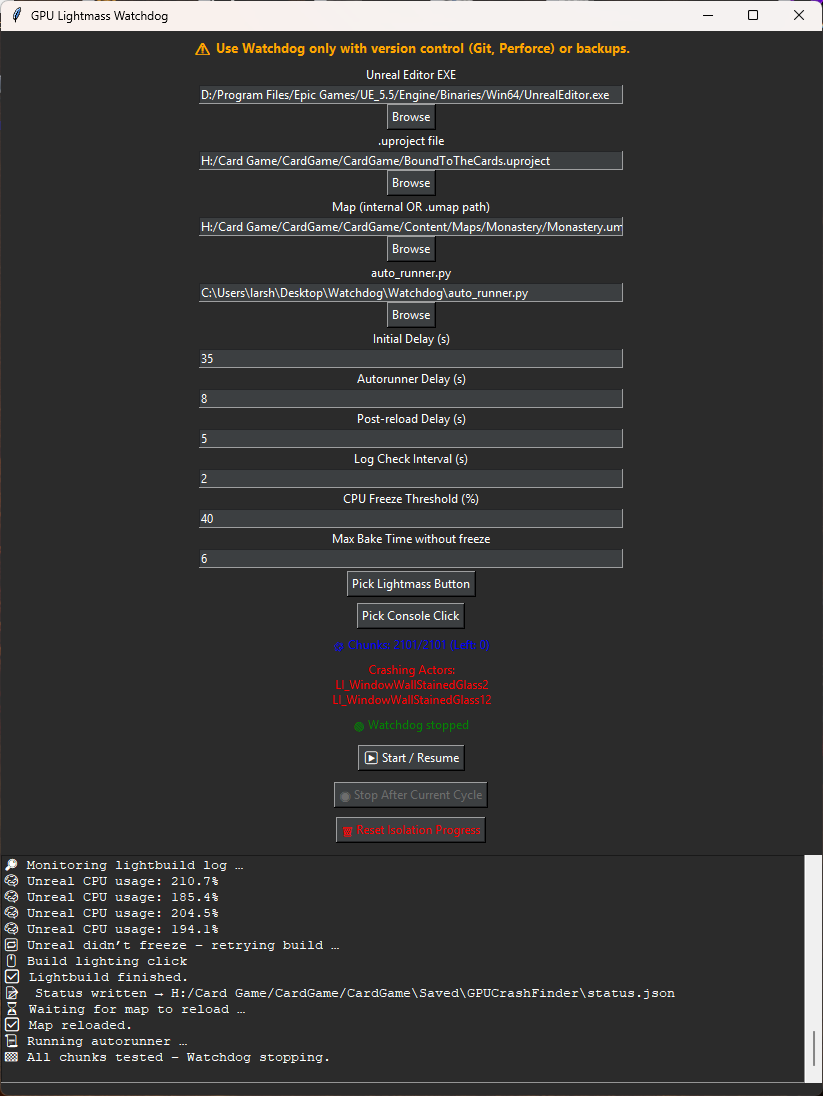 GPU Lightmass Watchdog
⚠ Use Watchdog only with version control (Git, Perforce) or backups.
Unreal Editor EXE
D:/Program Files/Epic Games/UE_5.5/Engine/Binaries/Win64/UnrealEditor.exe
Browse
.uproject file
H:/Card Game/CardGame/CardGame/BoundToTheCards.uproject
Browse
Map (internal OR .umap path)
H:/Card Game/CardGame/CardGame/Content/Maps/Monastery/Monastery.um
Browse
auto_runner.py
C:\Users\larsh\Desktop\Watchdog\Watchdog\auto_runner.py
Browse
Initial Delay (s)
35
Autorunner Delay (s)
8
Post-reload Delay (s)
5
Log Check Interval (s)
2
CPU Freeze Threshold (%)
40
Max Bake Time without freeze
6
Pick Lightmass Button
Pick Console Click
Chunks: 2101/2101 (Left: 0)
Crashing Actors:
LI_WindowWallStainedGlass2
LI_WindowWallStainedGlass12
Watchdog stopped
Start / Resume
Stop After Current Cycle
Reset Isolation Progress
Monitoring lightbuild log …
Unreal CPU usage: 210.7%
Unreal CPU usage: 185.4%
Unreal CPU usage: 204.5%
Unreal CPU usage: 194.1%
Unreal didn’t freeze – retrying build …
Build lighting click
Lightbuild finished.
Status written → H:/Card Game/CardGame/CardGame\Saved\GPUCrashFinder\status.json
Waiting for map to reload …
Map reloaded.
Running autorunner …
All chunks tested – Watchdog stopping.